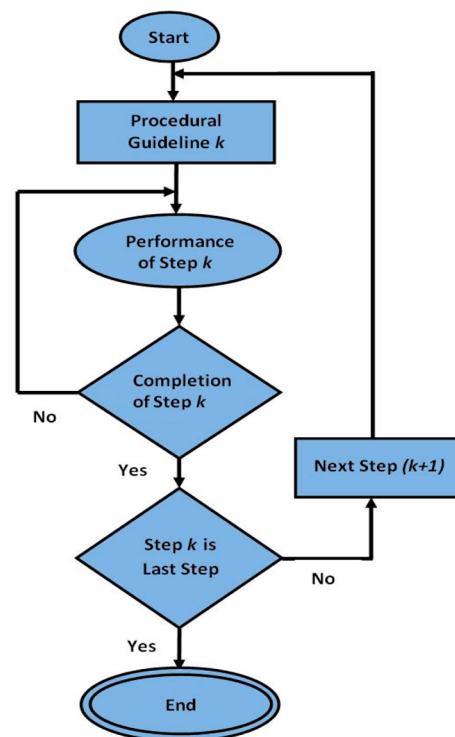 Start
Procedural
Guideline k
Performance
of Step k
Completion
of Step k
No
Yes
Next Step (k+1)
Step k is
Last Step
No
Yes
End